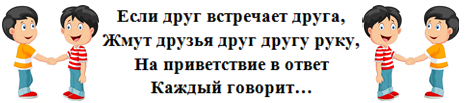 Если друг встречает друга,
Жмут друзья друг другу руку,
На приветствие в ответ
Каждый говорит...